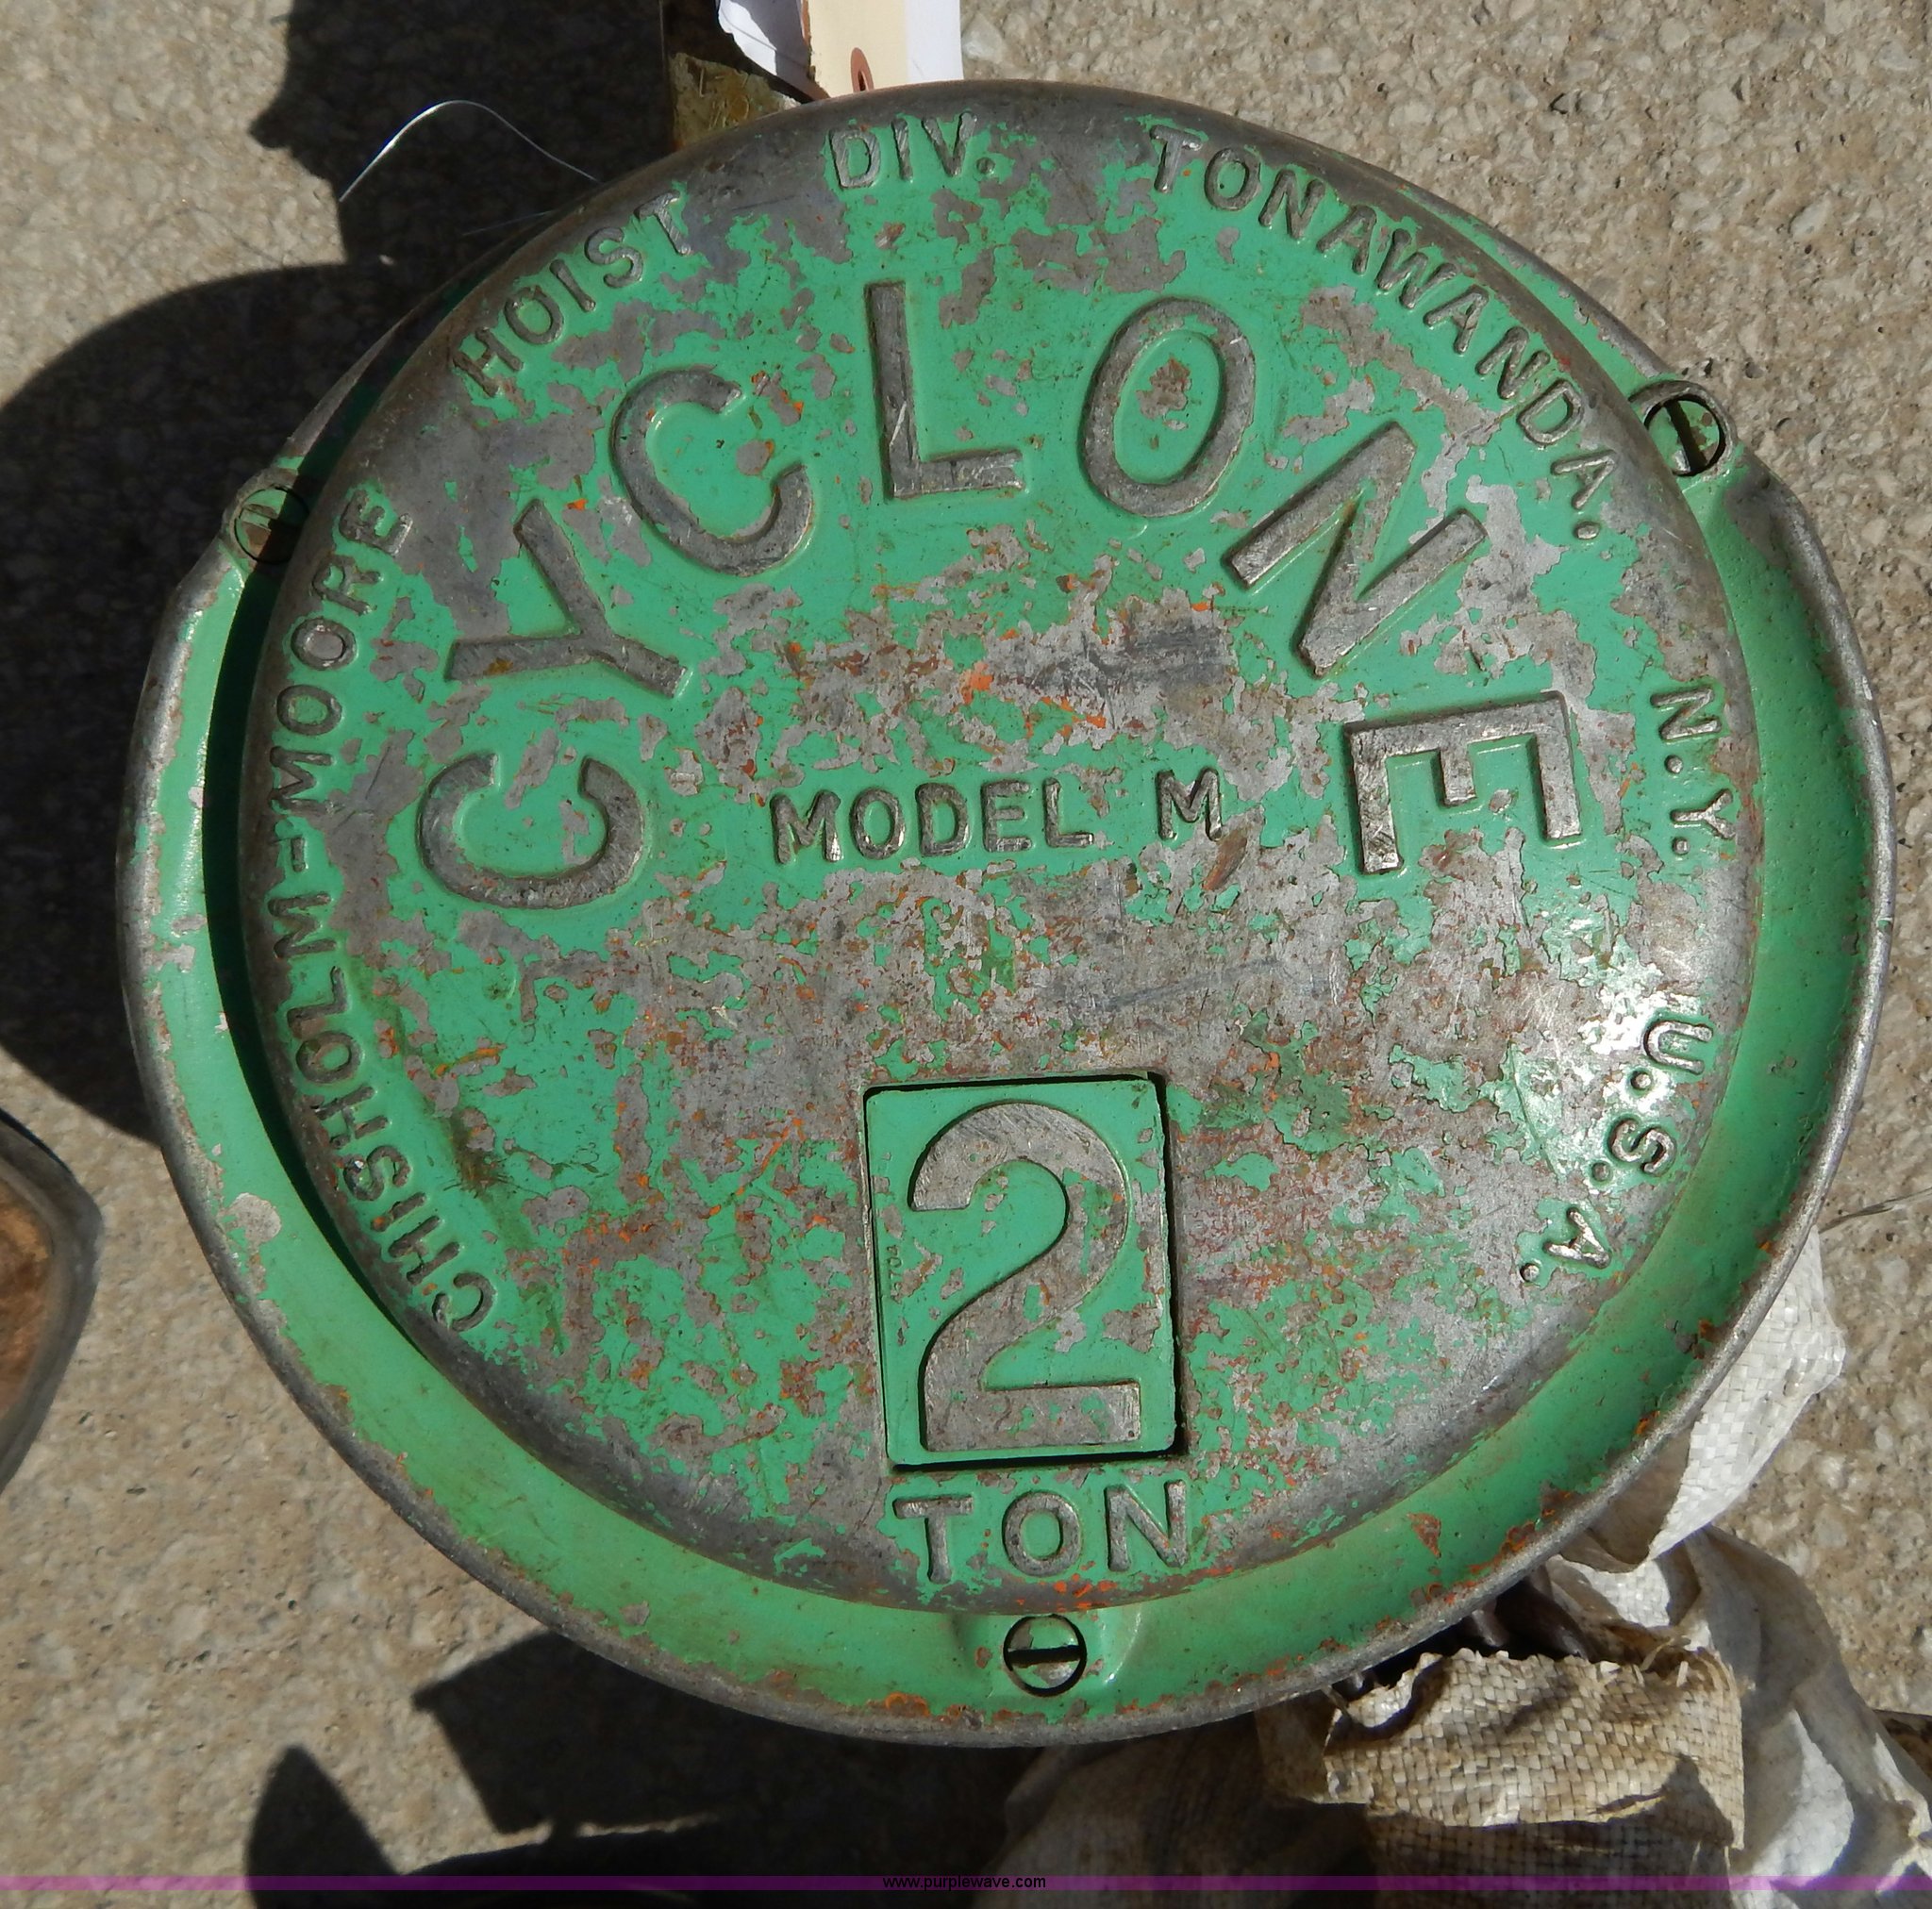 CHISHOLM-MOORE HOIST DIV. TONAWANDA. N.Y. U.S.A.
CYCLONE
MODEL M
2
TON
www.purplewave.com